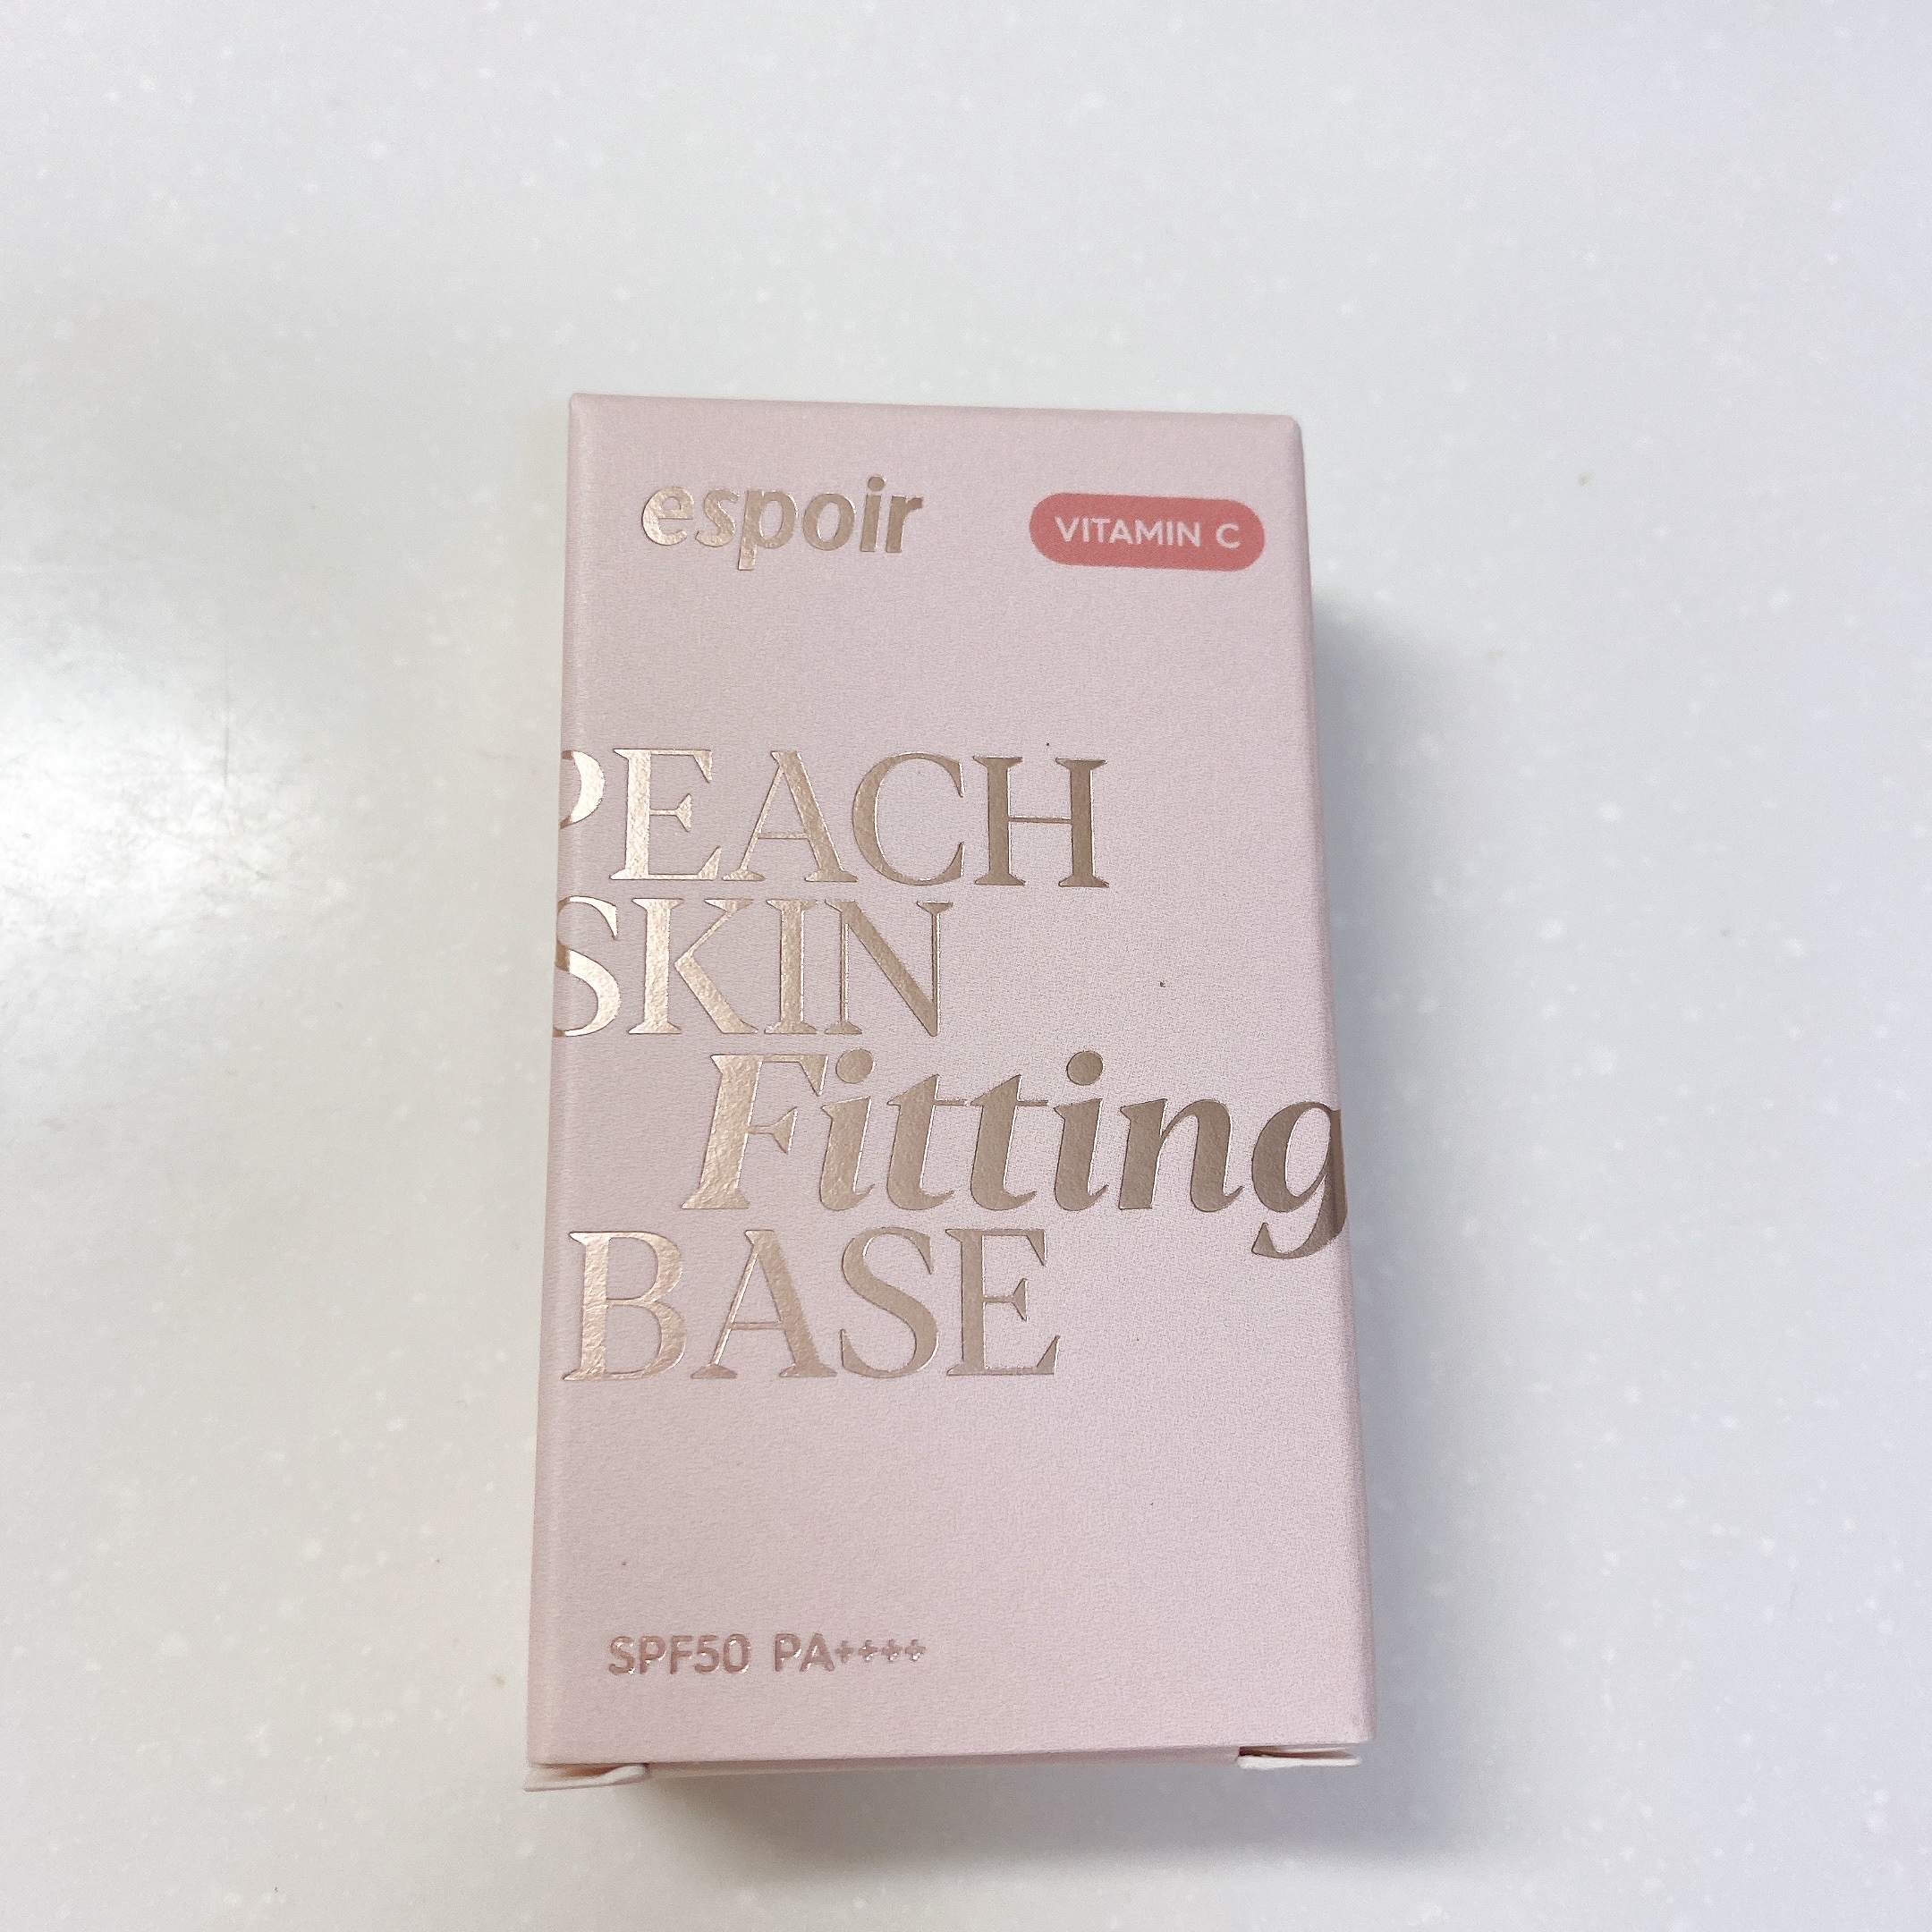 espoir
VITAMIN C
PEACH
SKIN
Fitting
BASE
SPF50 PA++++